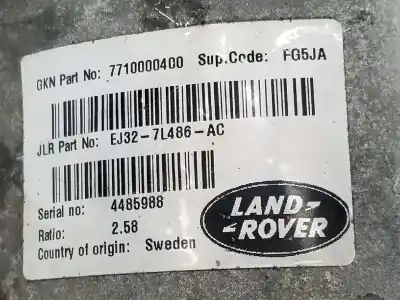 GKN Part No: 7710000400 Sup.Code: FG5JA
JLR Part No: EJ32-7L486-AC
Serial no: 4485988
Ratio: 2.58
Country of origin: Sweden
LAND-
-ROVER